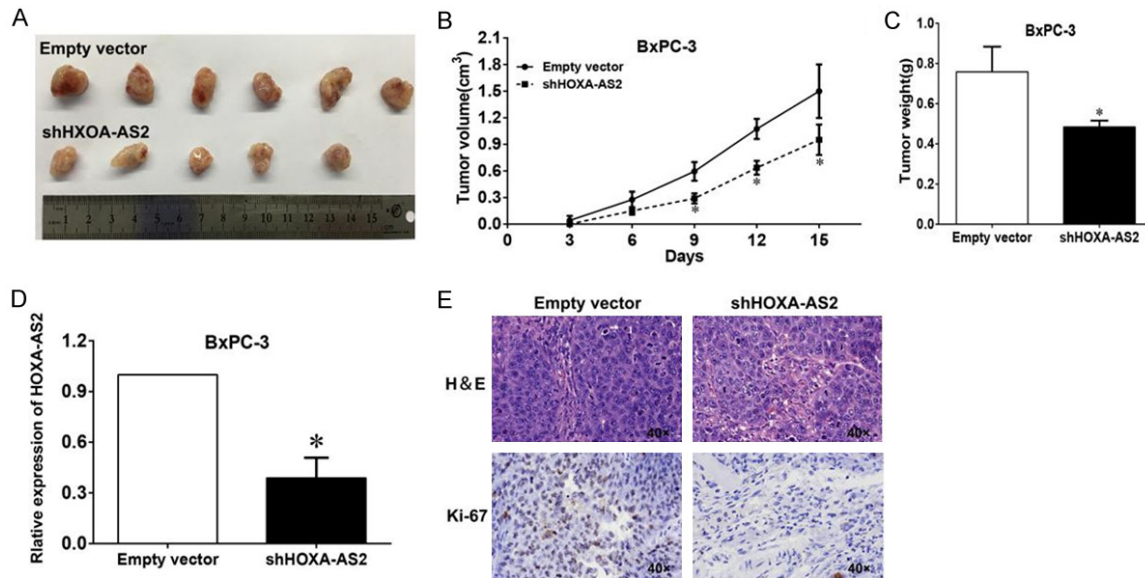 A
Empty vector
shHXOA-AS2
1 2 3 4 5 6 7 8 9 10 11 12 13 14 15
B
BxPC-3
Tumor volume(cm3)
2.1
1.8
1.5
1.2
0.9
0.6
0.3
0.0
Empty vector
shHOXA-AS2
*
*
*
0 3 6 9 12 15
Days
C
BxPC-3
Tumor weight(g)
1.0
0.8
0.6
0.4
0.2
0.0
*
Empty vector shHOXA-AS2
D
BxPC-3
Rlative expression of HOXA-AS2
1.2
0.9
0.6
0.3
0.0
*
Empty vector shHOXA-AS2
E
Empty vector shHOXA-AS2
H&E
40× 40×
Ki-67
40× 40×